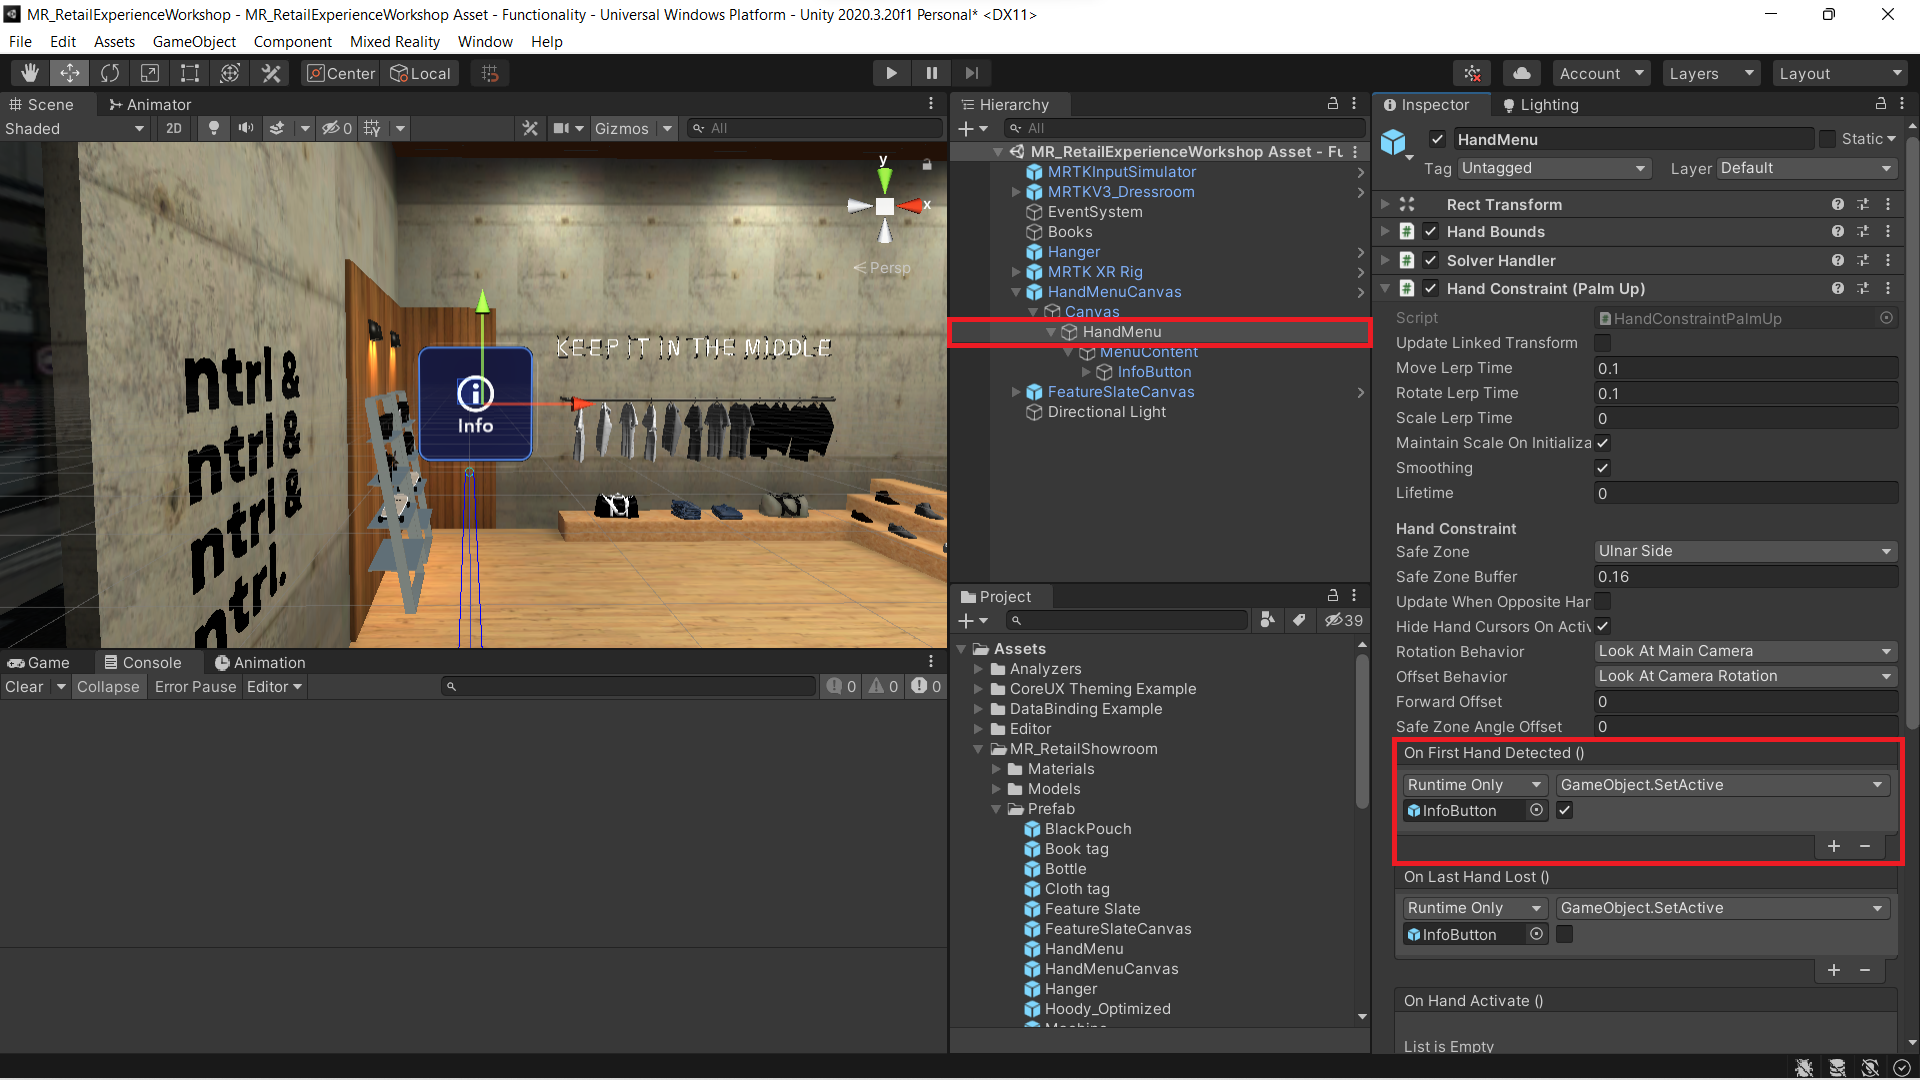 MR_RetailExperienceWorkshop - MR_RetailExperienceWorkshop Asset - Functionality - Universal Windows Platform - Unity 2020.3.20f1 Personal* <DX11>
File Edit Assets GameObject Component Mixed Reality Window Help
Center Local
Account Layers Layout
Scene Animator
Shaded 2D 0 Gizmos All
y
x
Persp
ntrl &
ntrl &
ntrl &
ntrl &
ntrl.
Info
KEEP IT IN THE MIDDLE
Game Console Animation
Clear Collapse Error Pause Editor 0 0 0
Hierarchy
All
MR_RetailExperienceWorkshop Asset - Fu
MRTKInputSimulator
MRTKV3_Dressroom
EventSystem
Books
Hanger
MRTK XR Rig
HandMenuCanvas
Canvas
HandMenu
MenuContent
InfoButton
FeatureSlateCanvas
Directional Light
Project
39
Assets
Analyzers
CoreUX Theming Example
DataBinding Example
Editor
MR_RetailShowroom
Materials
Models
Prefab
BlackPouch
Book tag
Bottle
Cloth tag
Feature Slate
FeatureSlateCanvas
HandMenu
HandMenuCanvas
Hanger
Hoody_Optimized
Inspector Lighting
HandMenu Static
Tag Untagged Layer Default
Rect Transform
Hand Bounds
Solver Handler
Hand Constraint (Palm Up)
Script HandConstraintPalmUp
Update Linked Transform
Move Lerp Time 0.1
Rotate Lerp Time 0.1
Scale Lerp Time 0
Maintain Scale On Initializa
Smoothing
Lifetime 0
Hand Constraint
Safe Zone Ulnar Side
Safe Zone Buffer 0.16
Update When Opposite Har
Hide Hand Cursors On Activ
Rotation Behavior Look At Main Camera
Offset Behavior Look At Camera Rotation
Forward Offset 0
Safe Zone Angle Offset 0
On First Hand Detected ()
Runtime Only GameObject.SetActive
InfoButton
On Last Hand Lost ()
Runtime Only GameObject.SetActive
InfoButton
On Hand Activate ()
List is Empty